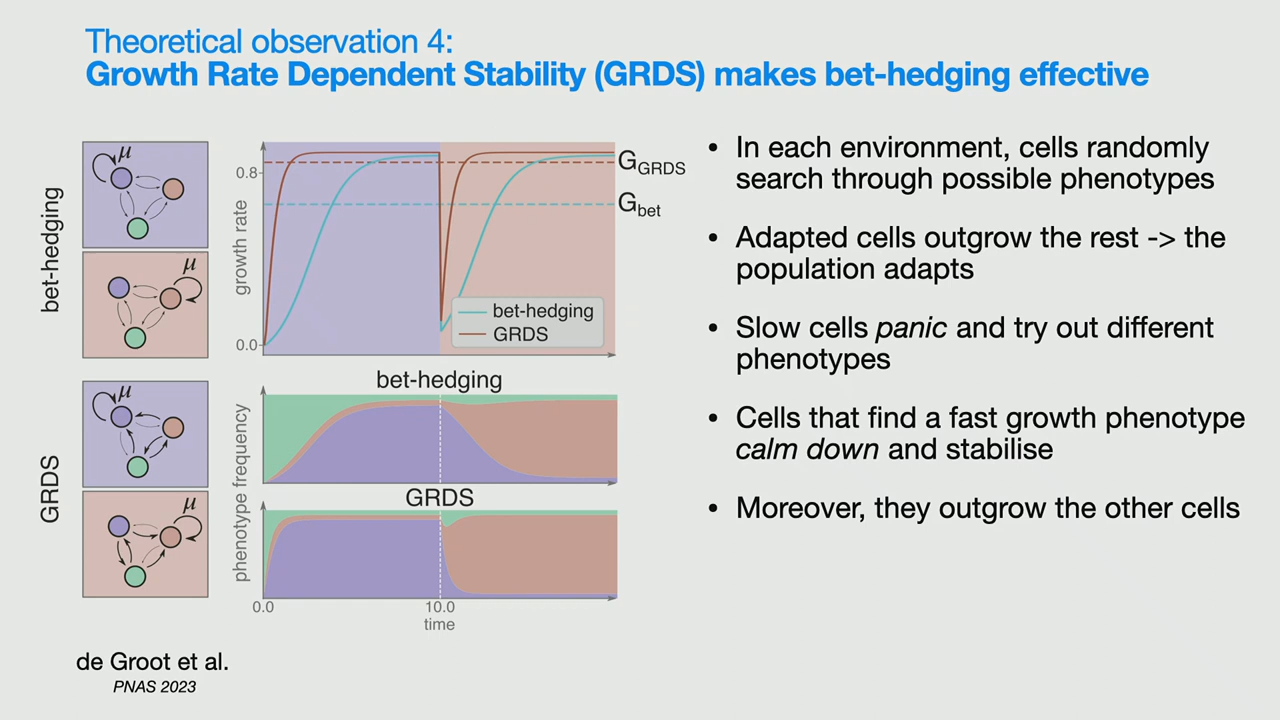 Theoretical observation 4:
Growth Rate Dependent Stability (GRDS) makes bet-hedging effective
bet-hedging
μ
μ
GRDS
μ
μ
growth rate
0.8
0.0
G_GRDS
G_bet
bet-hedging
GRDS
bet-hedging
phenotype frequency
GRDS
0.0
10.0
time
• In each environment, cells randomly
search through possible phenotypes
• Adapted cells outgrow the rest -> the
population adapts
• Slow cells panic and try out different
phenotypes
• Cells that find a fast growth phenotype
calm down and stabilise
• Moreover, they outgrow the other cells
de Groot et al.
PNAS 2023